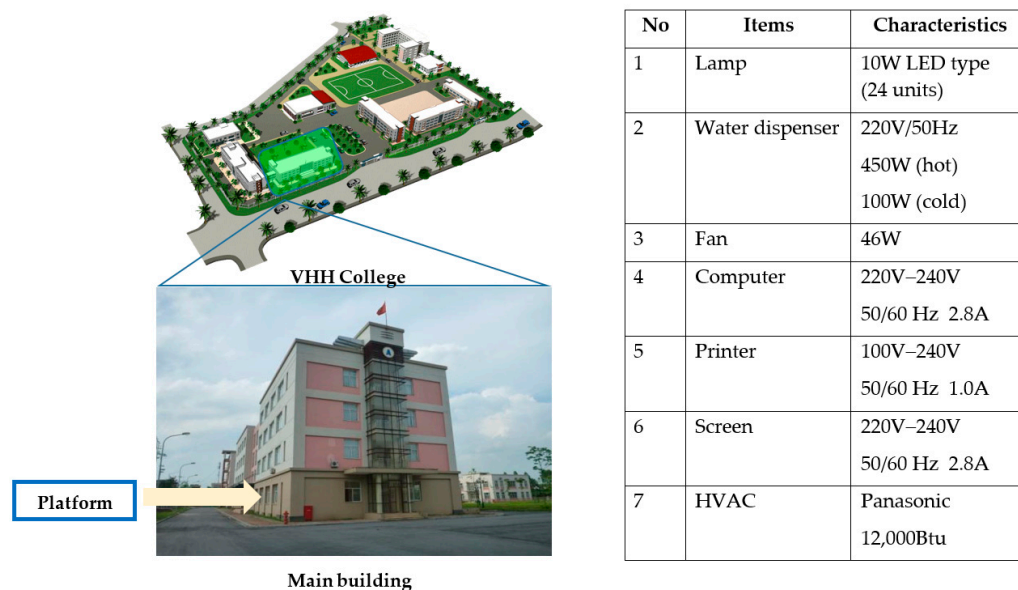 VHH College
Platform
Main building
No Items Characteristics
1 Lamp 10W LED type
(24 units)
2 Water dispenser 220V/50Hz
450W (hot)
100W (cold)
3 Fan 46W
4 Computer 220V–240V
50/60 Hz 2.8A
5 Printer 100V–240V
50/60 Hz 1.0A
6 Screen 220V–240V
50/60 Hz 2.8A
7 HVAC Panasonic
12,000Btu